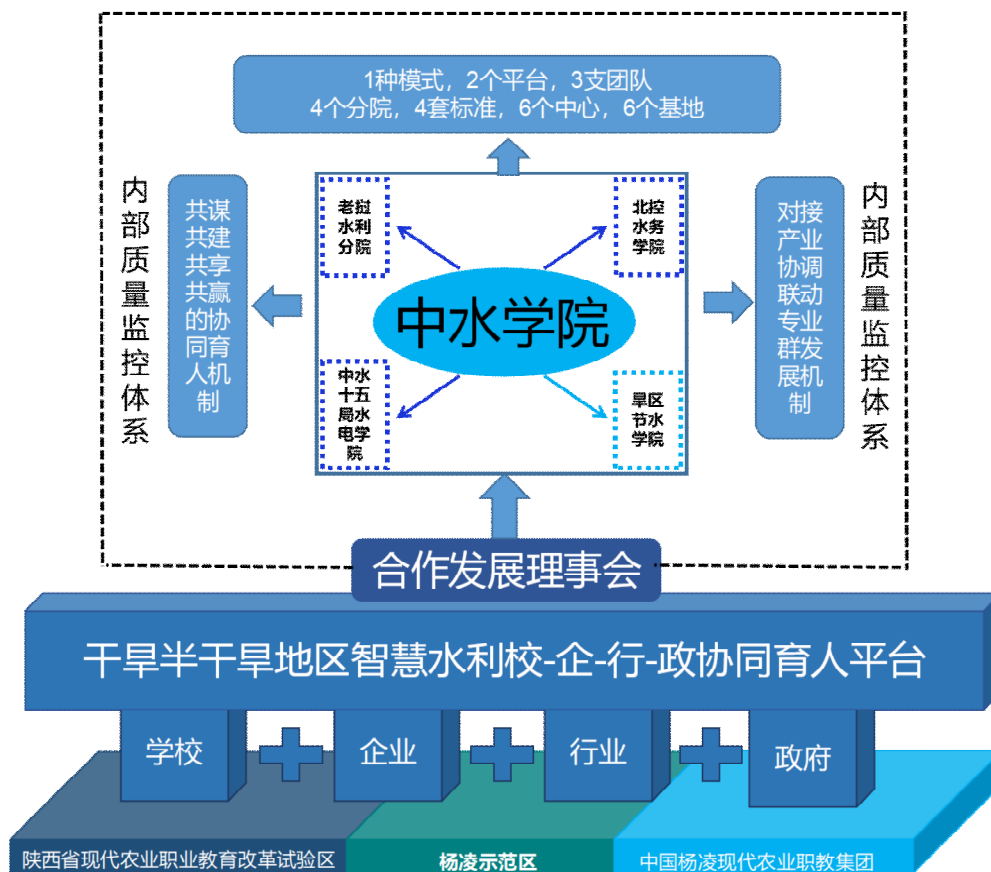 1种模式，2个平台，3支团队
4个分院，4套标准，6个中心，6个基地
内部质量监控体系
共谋
共建
共享
共赢
的协
同育
人机
制
老挝
水利
分院
北控
水务
学院
中水学院
中水
十五
局水
电学
院
旱区
节水
学院
对接
产业
协调
联动
专业
群发
展机
制
内部质量监控体系
合作发展理事会
干旱半干旱地区智慧水利校-企-行-政协同育人平台
学校
企业
行业
政府
陕西省现代农业职业教育改革试验区
杨凌示范区
中国杨凌现代农业职教集团